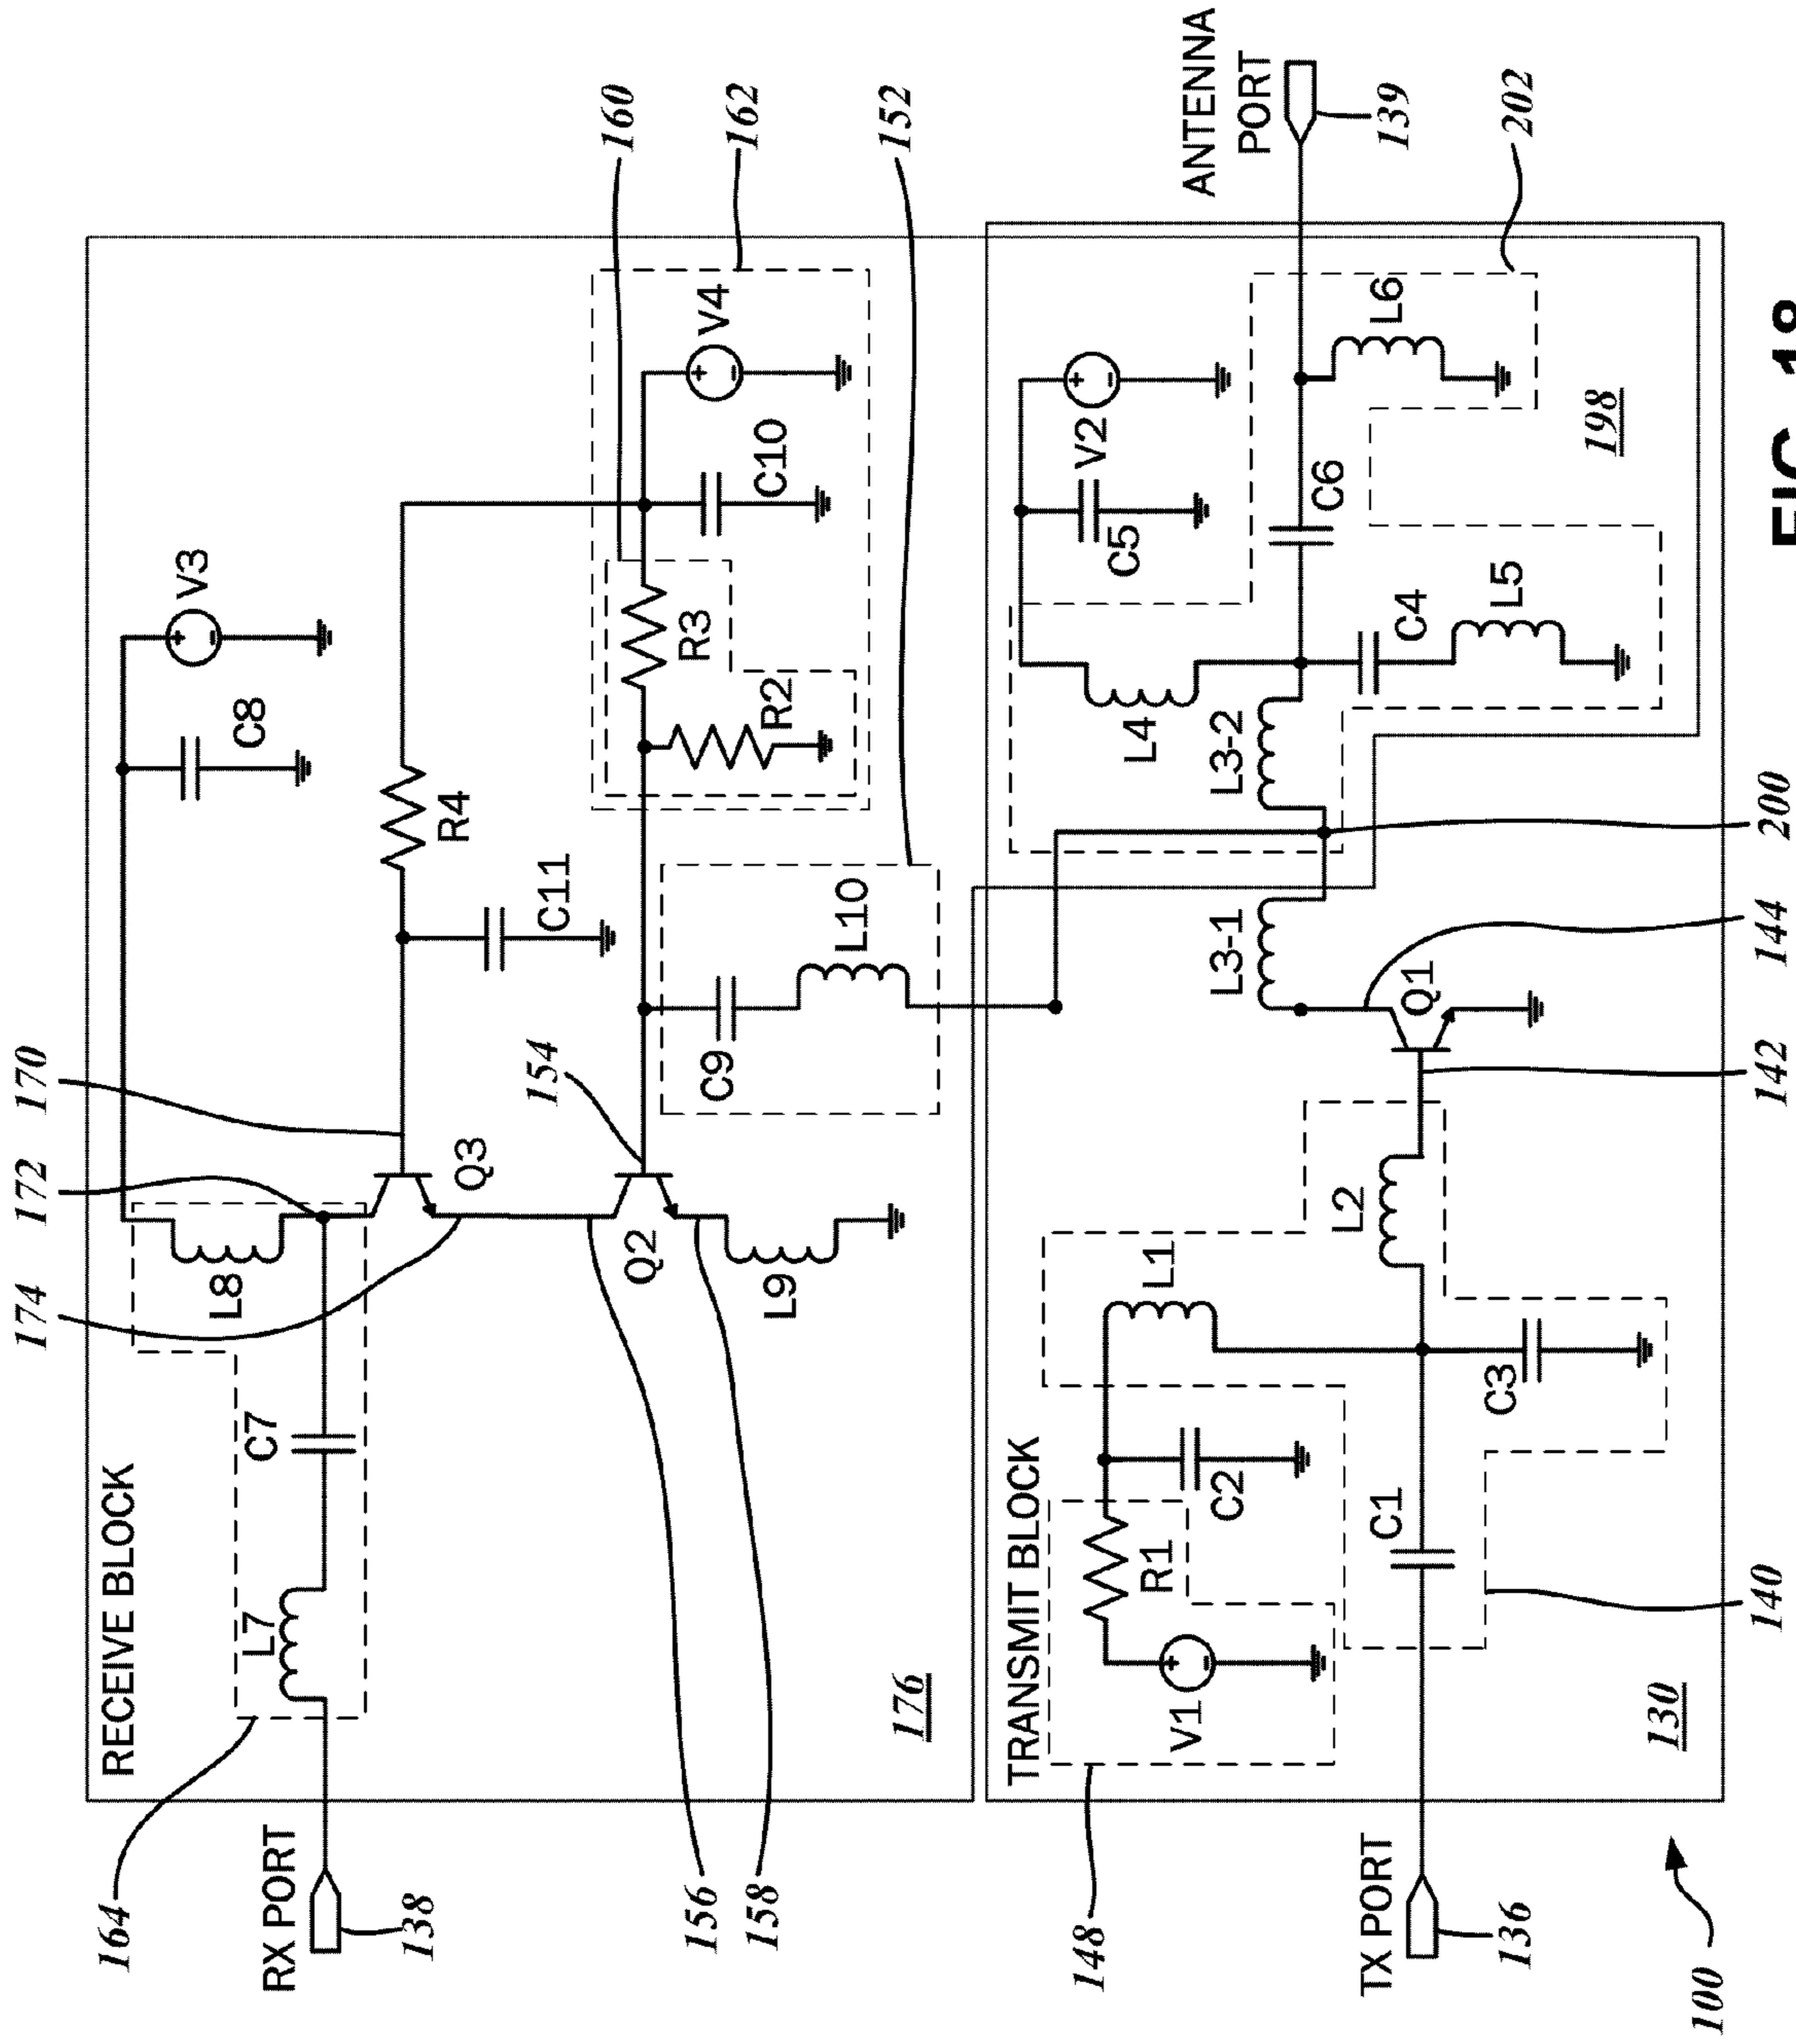 174
172
170
RECEIVE BLOCK
164
V3
L8
C8
L7
C7
RX PORT
138
R4
Q3
C11
154
160
Q2
R3
V4
162
156
158
L9
C9
L10
R2
C10
152
176
TRANSMIT BLOCK
148
V2
C5
L4
R1
L1
V1
C2
ANTENNA
PORT
L3-1
L3-2
C6
L2
C1
TX PORT
136
139
L6
C4
Q1
C3
L5
202
198
130
100
140
142
144
200
FIG. 18